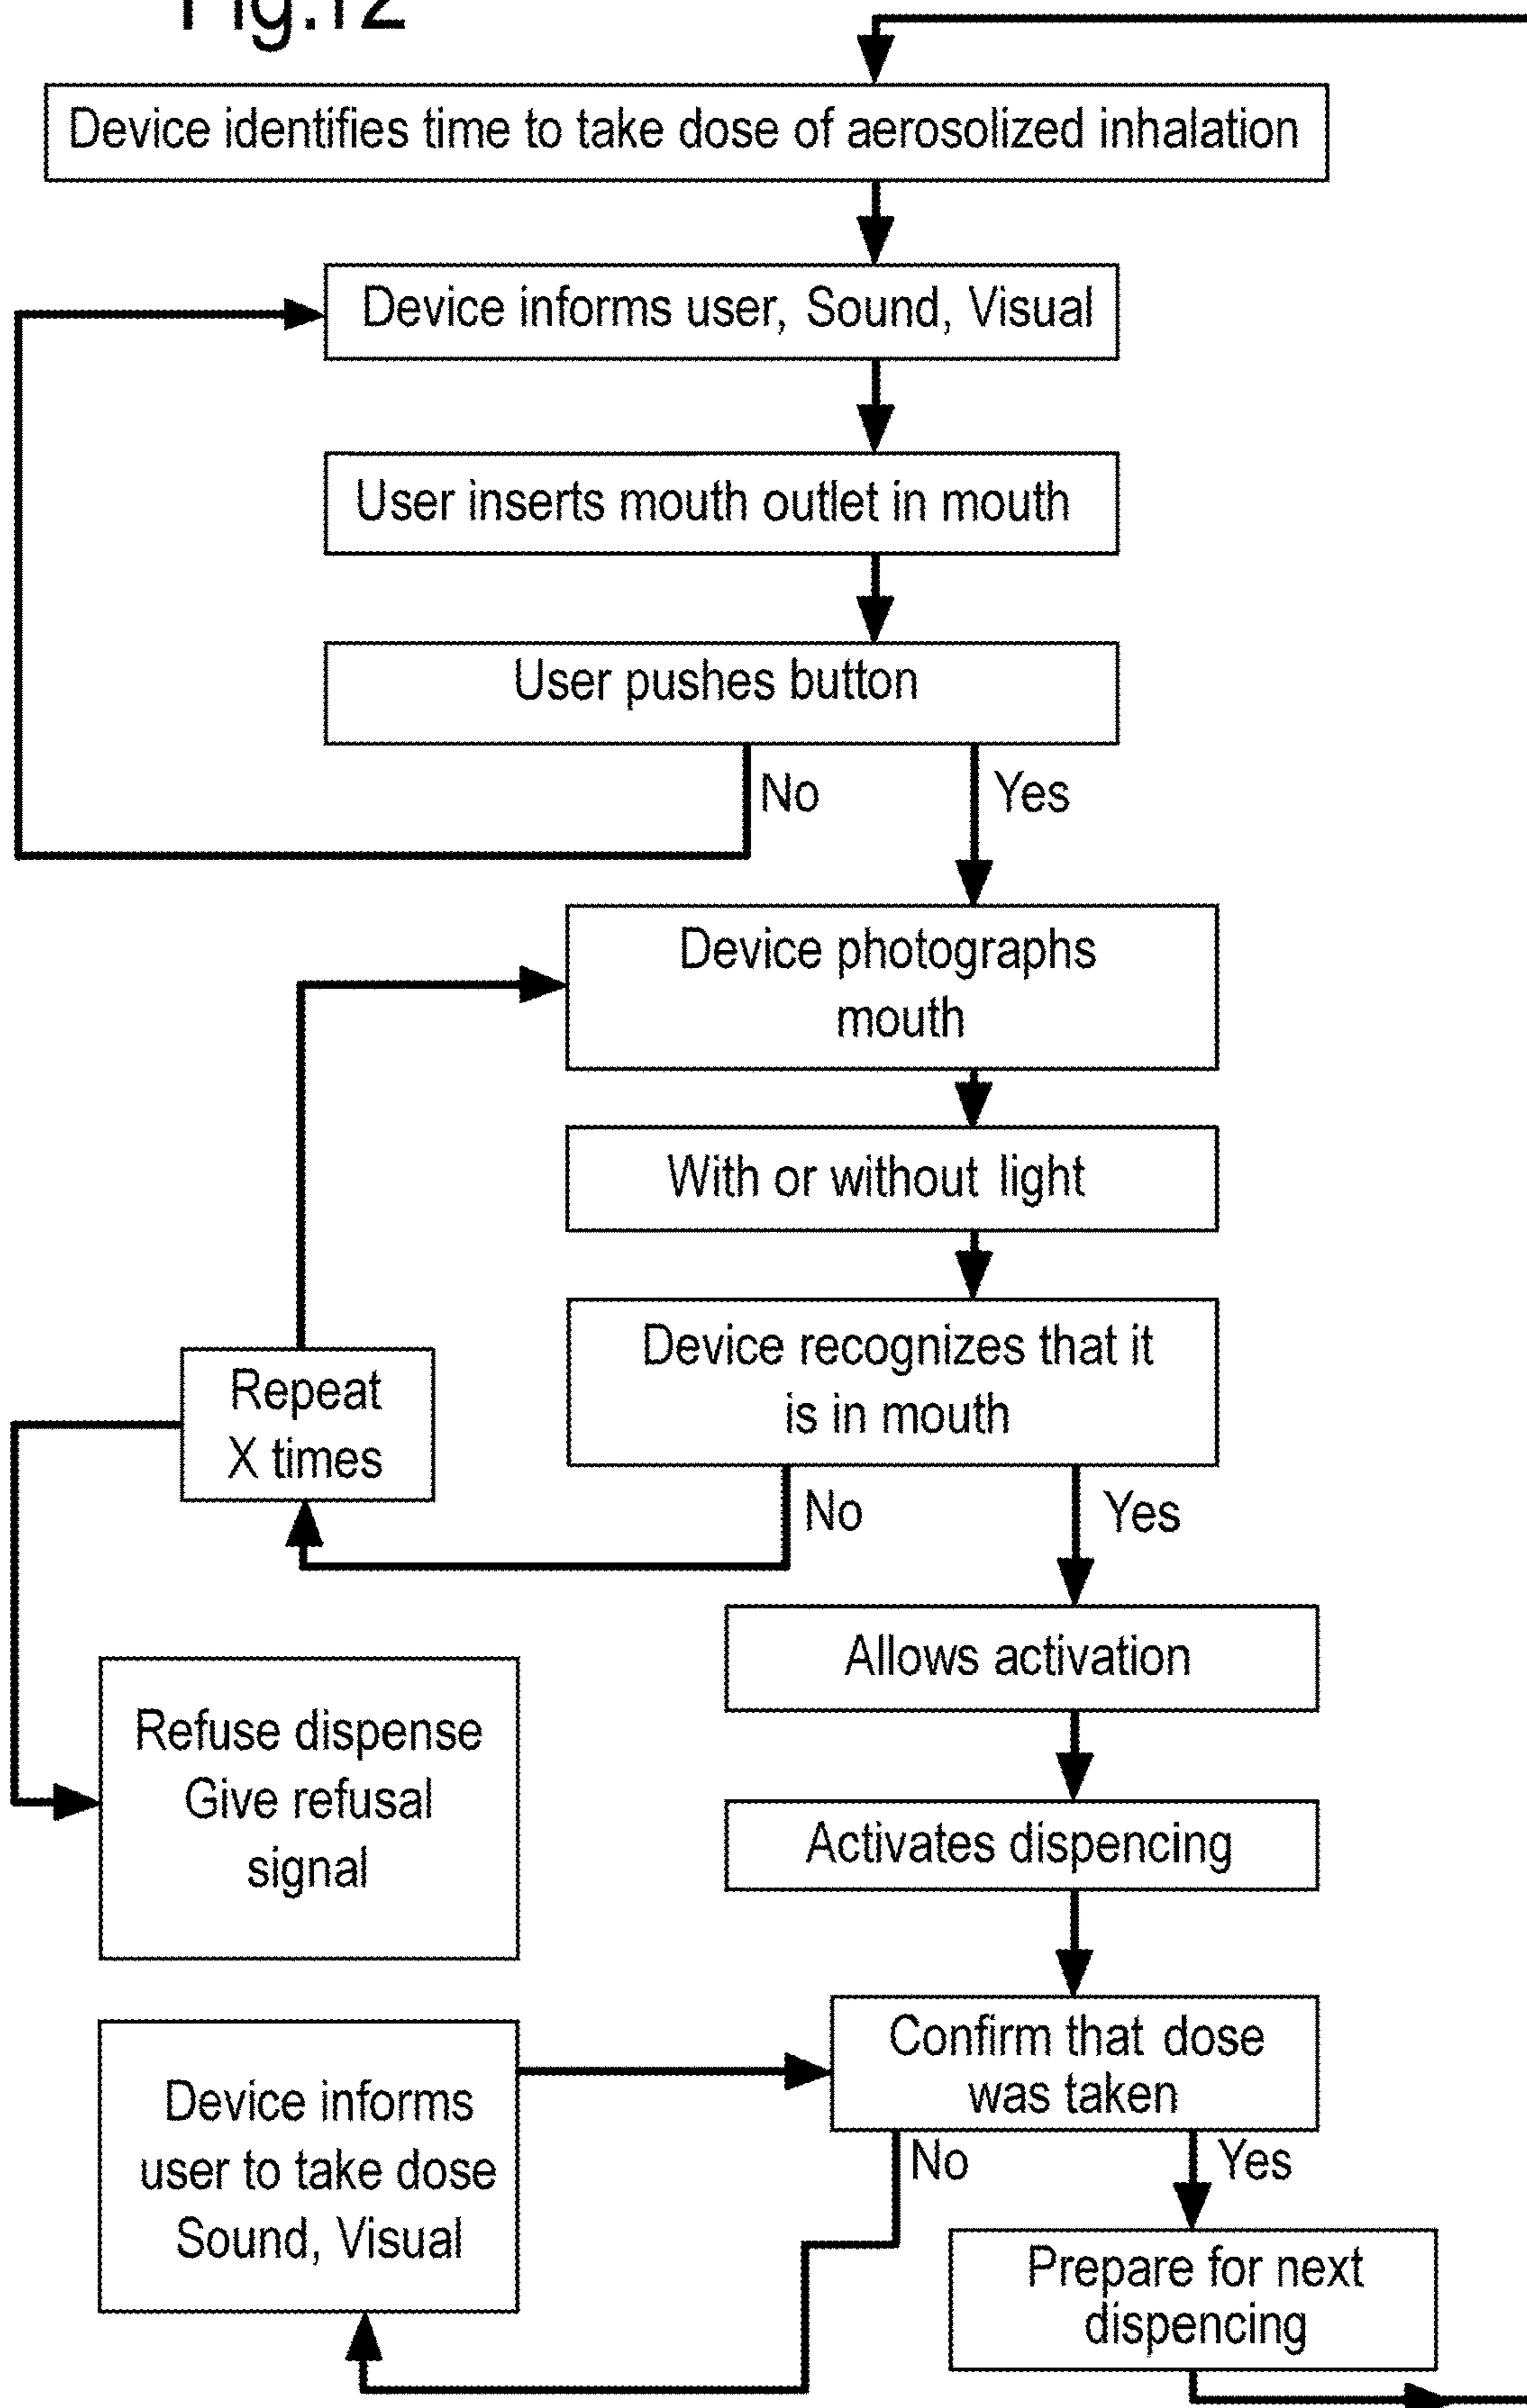 Fig.12
Device identifies time to take dose of aerosolized inhalation
Device informs user, Sound, Visual
User inserts mouth outlet in mouth
User pushes button
No
Yes
Device photographs
mouth
With or without light
Device recognizes that it
is in mouth
Repeat
X times
No
Yes
Allows activation
Refuse dispense
Give refusal
signal
Activates dispencing
Confirm that dose
was taken
Device informs
user to take dose
Sound, Visual
No
Yes
Prepare for next
dispencing